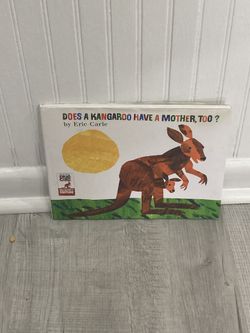 DOES A KANGAROO HAVE A MOTHER, TOO?
by Eric Carle